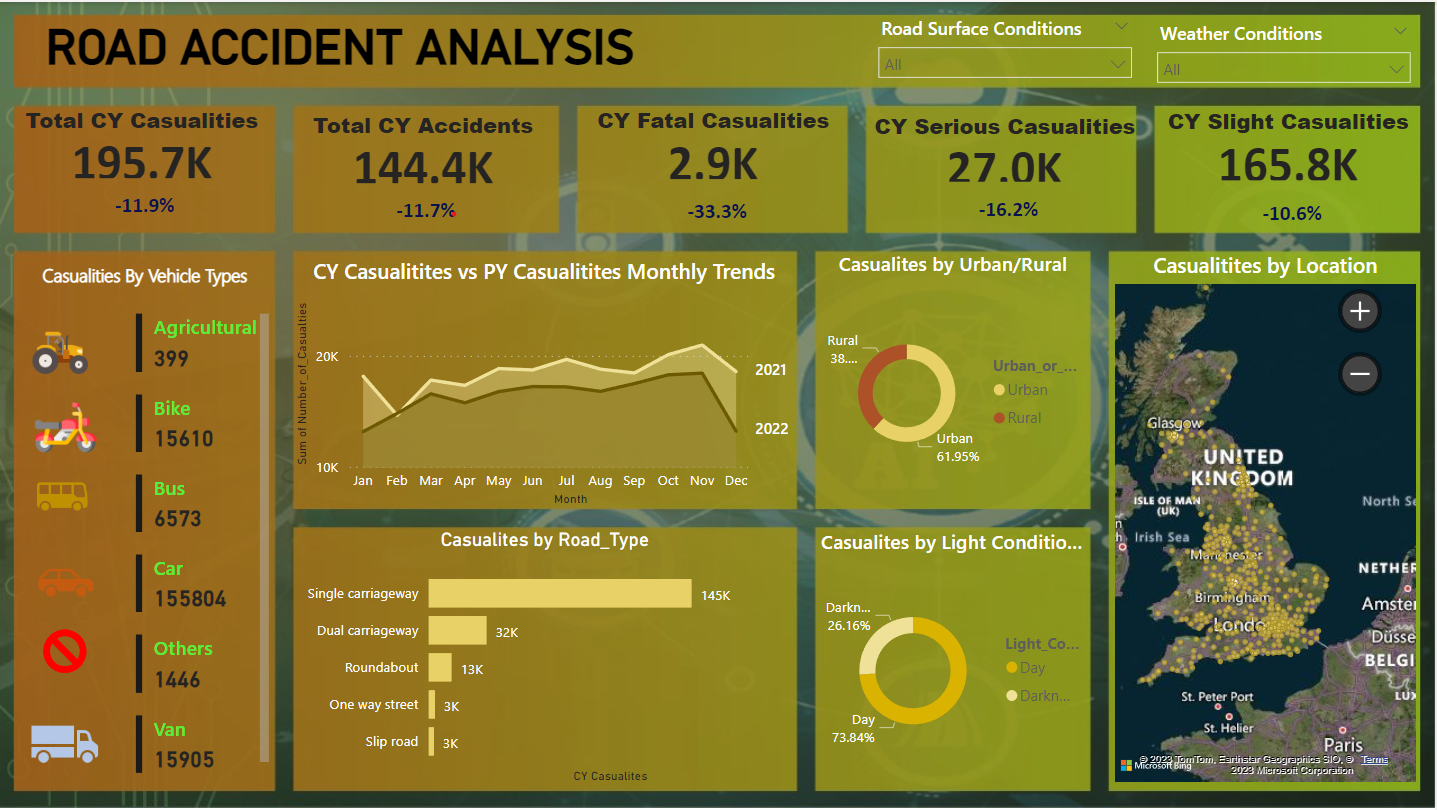 ROAD ACCIDENT ANALYSIS
Road Surface Conditions
All
Weather Conditions
All
Total CY Casualities
195.7K
-11.9%
Total CY Accidents
144.4K
-11.7%
CY Fatal Casualities
2.9K
-33.3%
CY Serious Casualities
27.0K
-16.2%
CY Slight Casualities
165.8K
-10.6%
Casualities By Vehicle Types
Agricultural
399
Bike
15610
Bus
6573
Car
155804
Others
1446
Van
15905
CY Casualitites vs PY Casualitites Monthly Trends
Sum of Number_of_Casualties
20K
10K
2021
2022
Jan Feb Mar Apr May Jun Jul Aug Sep Oct Nov Dec
Month
Casualites by Road_Type
Single carriageway 145K
Dual carriageway 32K
Roundabout 13K
One way street 3K
Slip road 3K
CY Casualites
Casualites by Urban/Rural
Rural
38....
Urban
61.95%
Urban_or_...
Urban
Rural
Casualites by Light Conditio...
Darkn...
26.16%
Day
73.84%
Light_Co...
Day
Darkn...
Casualitites by Location
+
−
Glasgow
UNITED
KINGDOM
North Se
ISLE OF MAN
(UK)
h
Irish Sea
Manchester
NETHER
Birmingham
Amster
London
Düsse
BELGI
LUX
St. Peter Port
St. Helier
Paris
Microsoft Bing
© 2023 TomTom, Earthstar Geographics SIO, © Terms
2023 Microsoft Corporation